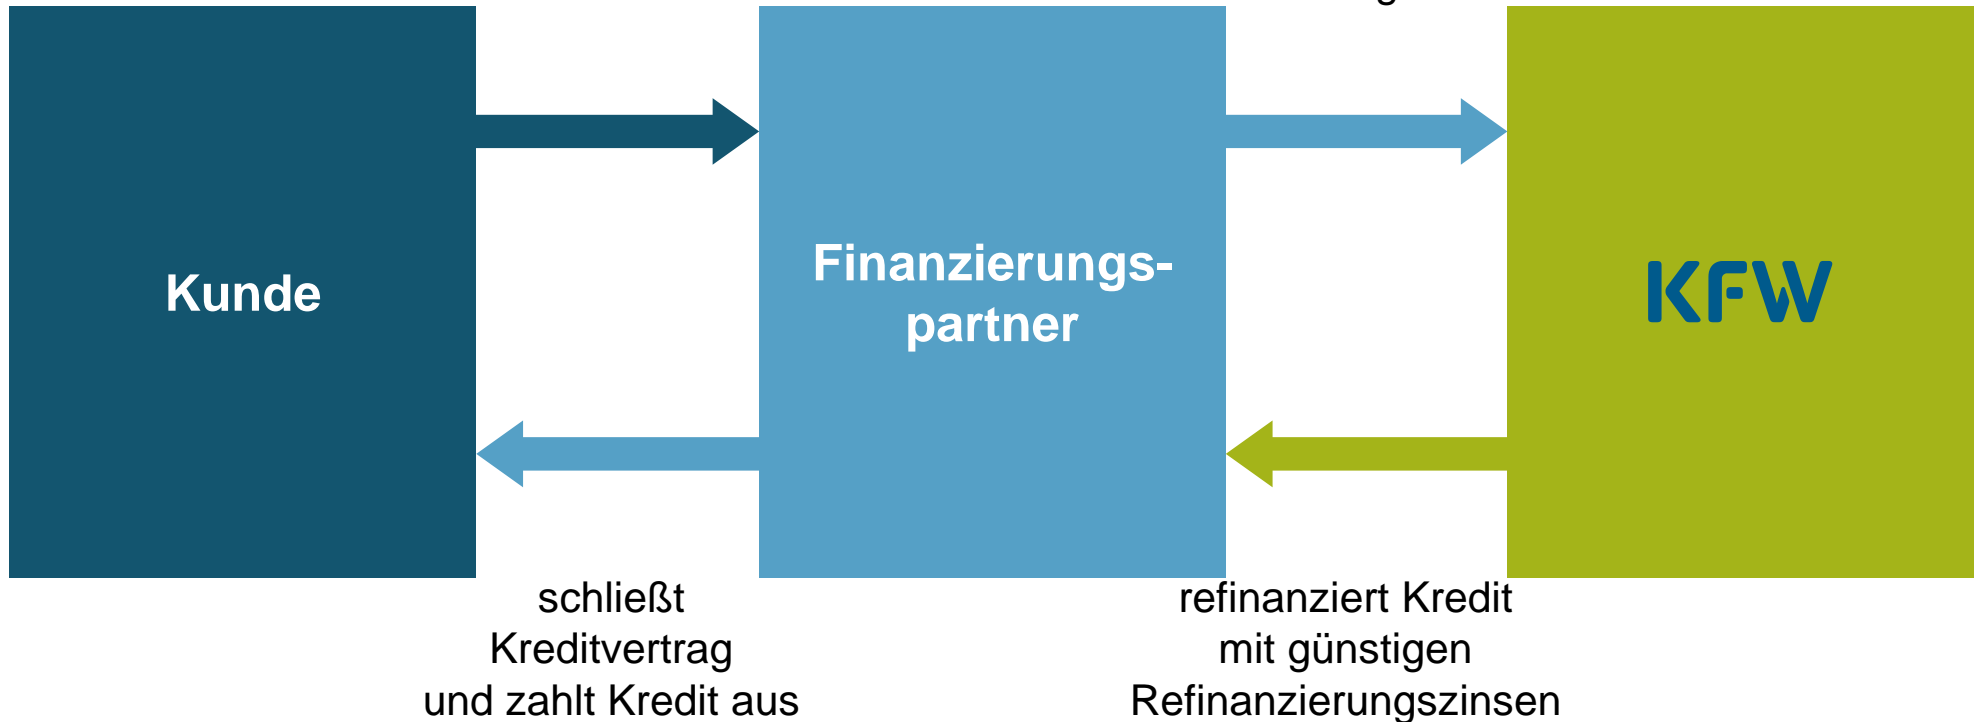 Kunde
Finanzierungs-
partner
KFW
schließt
Kreditvertrag
und zahlt Kredit aus
refinanziert Kredit
mit günstigen
Refinanzierungszinsen